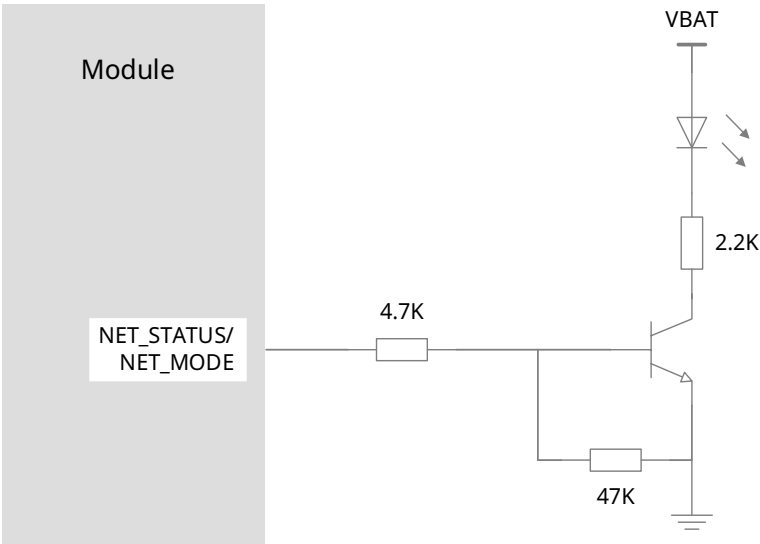 VBAT
Module
2.2K
4.7K
NET_STATUS/
NET_MODE
47K